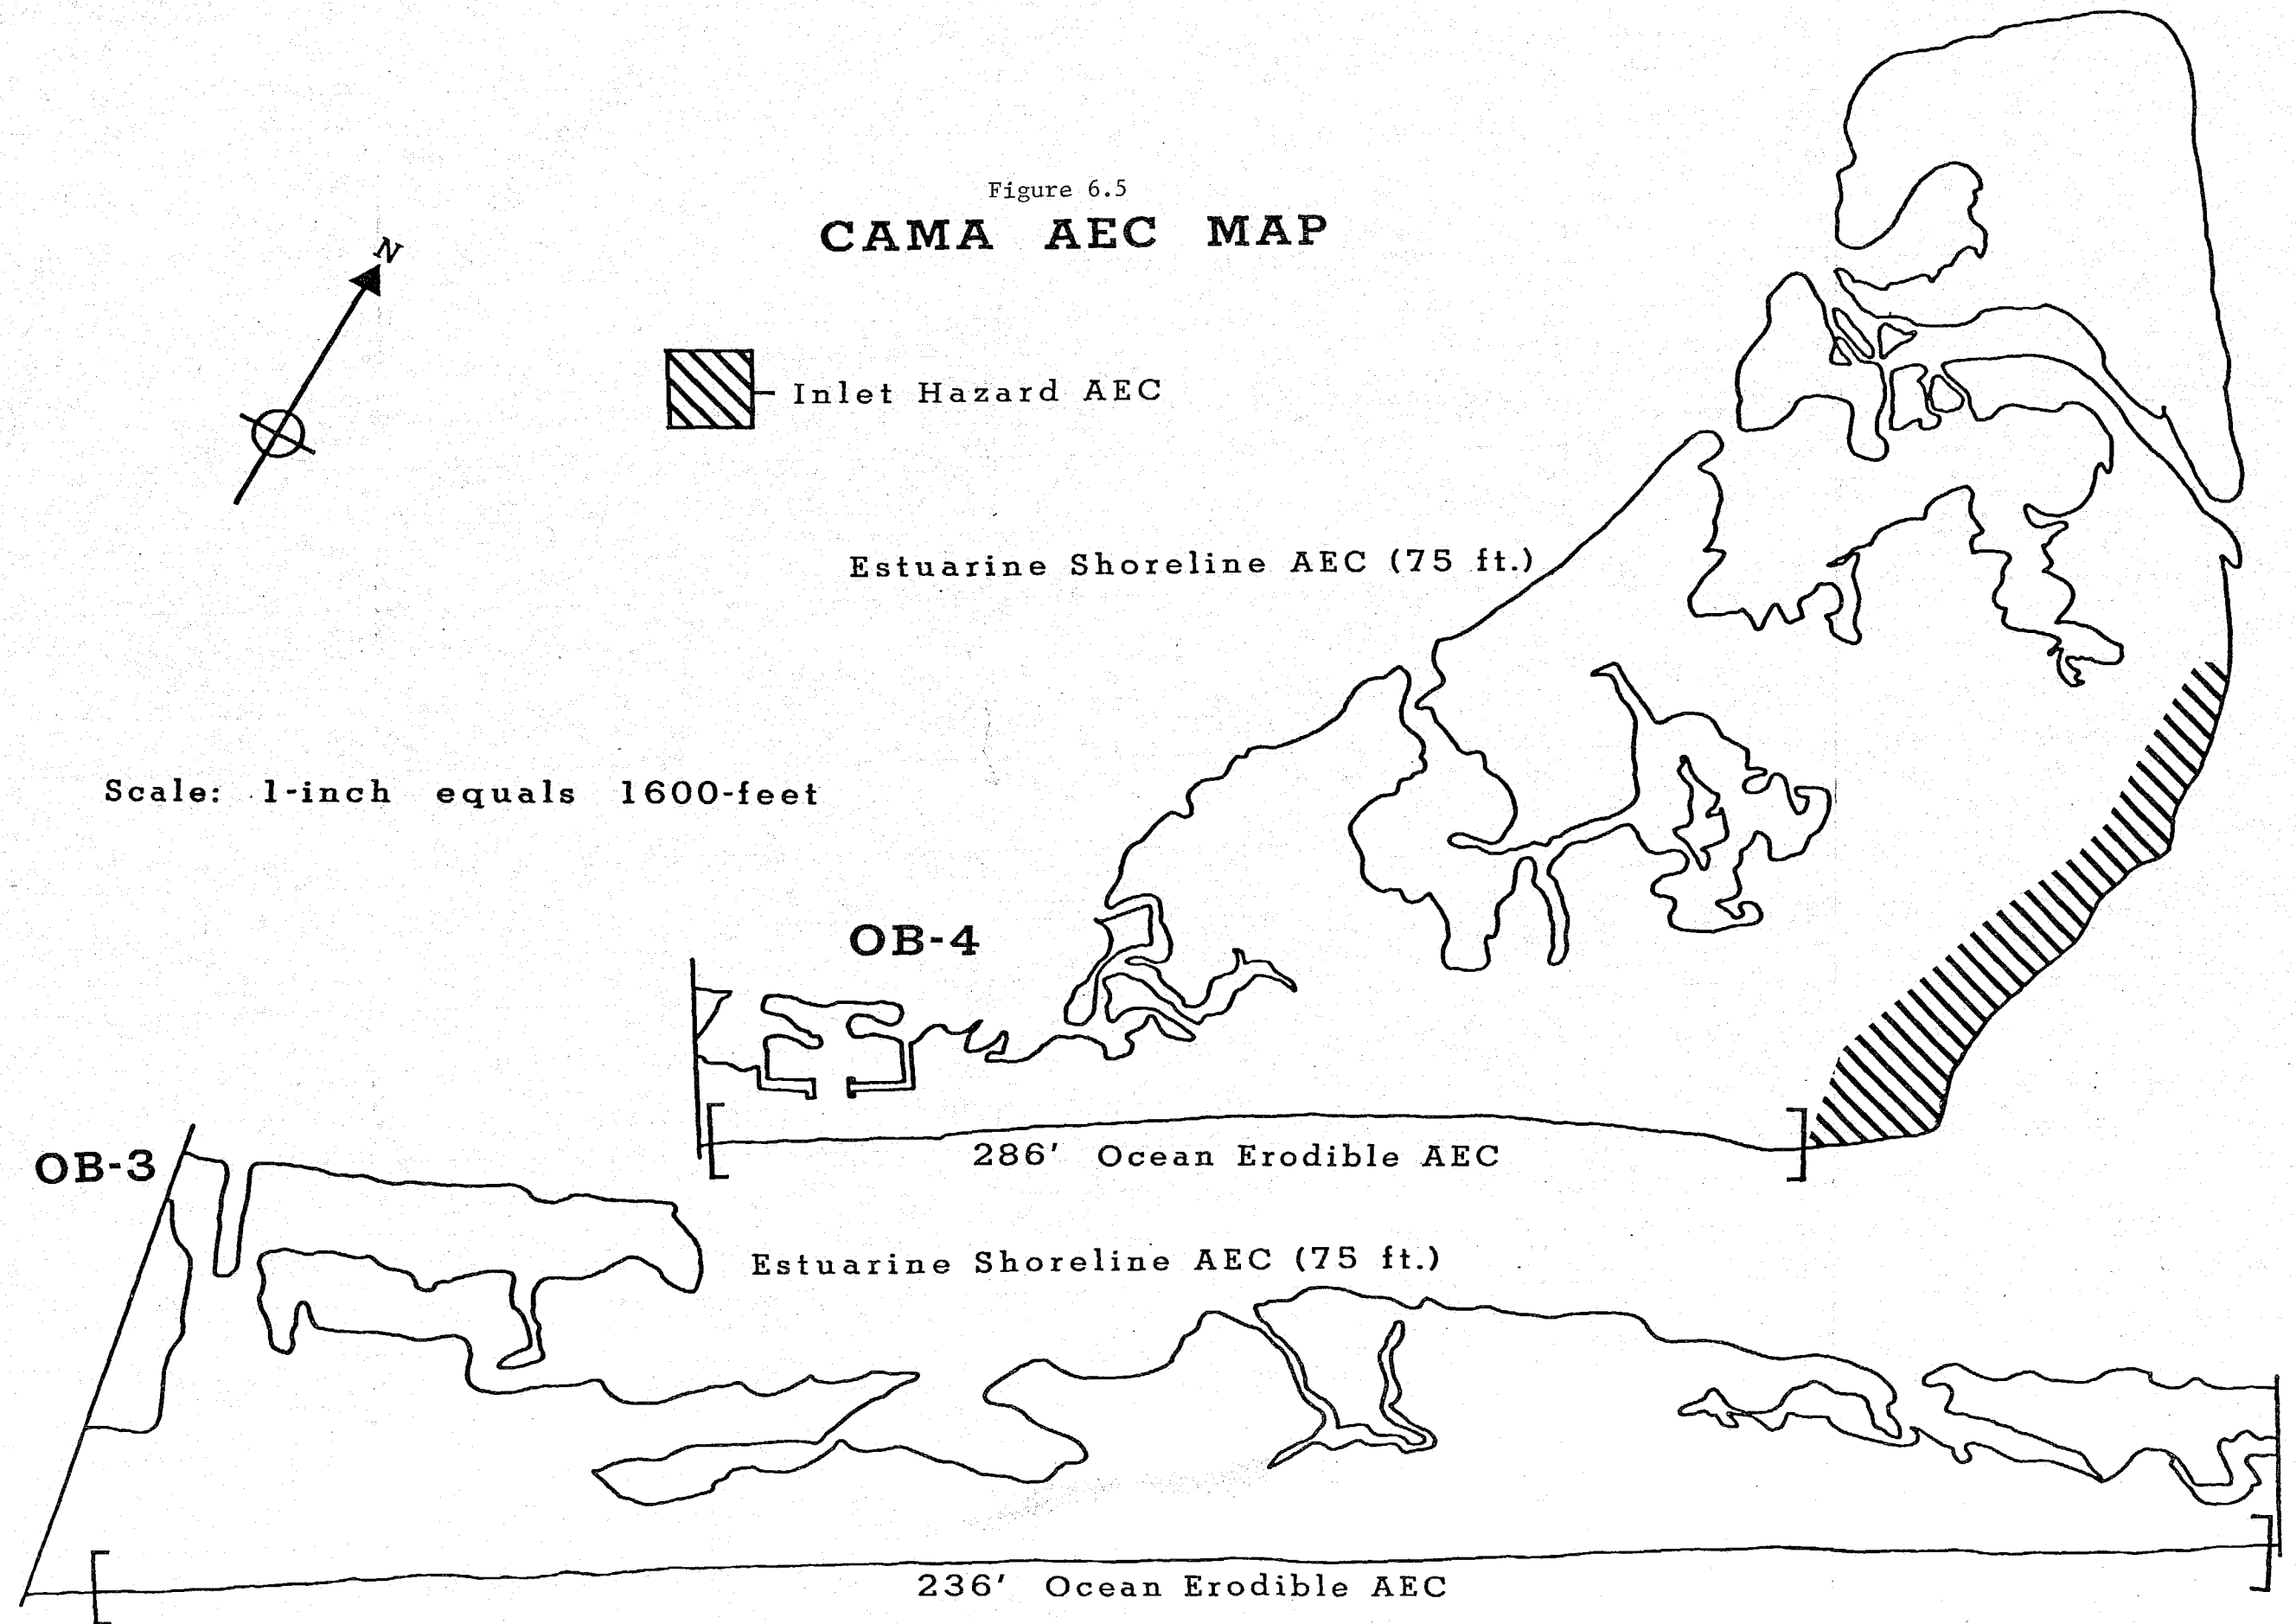 Figure 6.5
CAMA AEC MAP
N
Inlet Hazard AEC
Estuarine Shoreline AEC (75 ft.)
Scale: 1-inch equals 1600-feet
OB-4
286' Ocean Erodible AEC
OB-3
Estuarine Shoreline AEC (75 ft.)
236' Ocean Erodible AEC